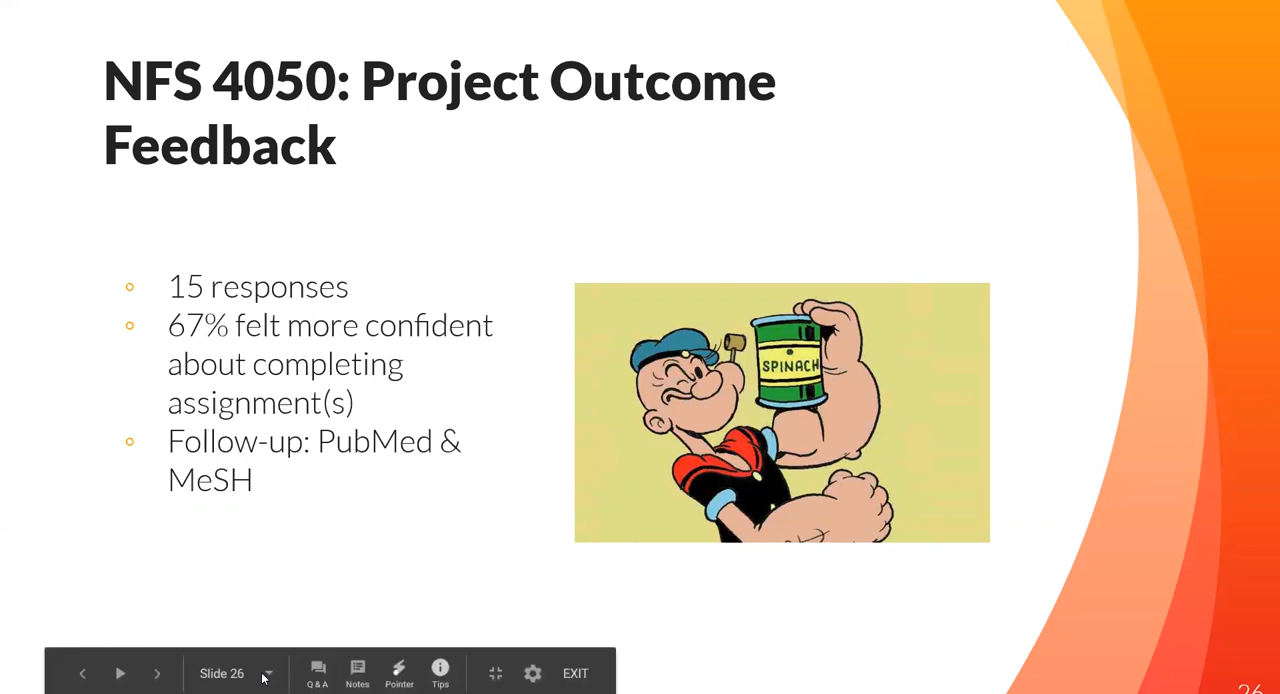 NFS 4050: Project Outcome
Feedback
15 responses
67% felt more confident
about completing
assignment(s)
Follow-up: PubMed &
MeSH
SPINACH
Slide 26
Q & A
Notes
Pointer
Tips
EXIT
26